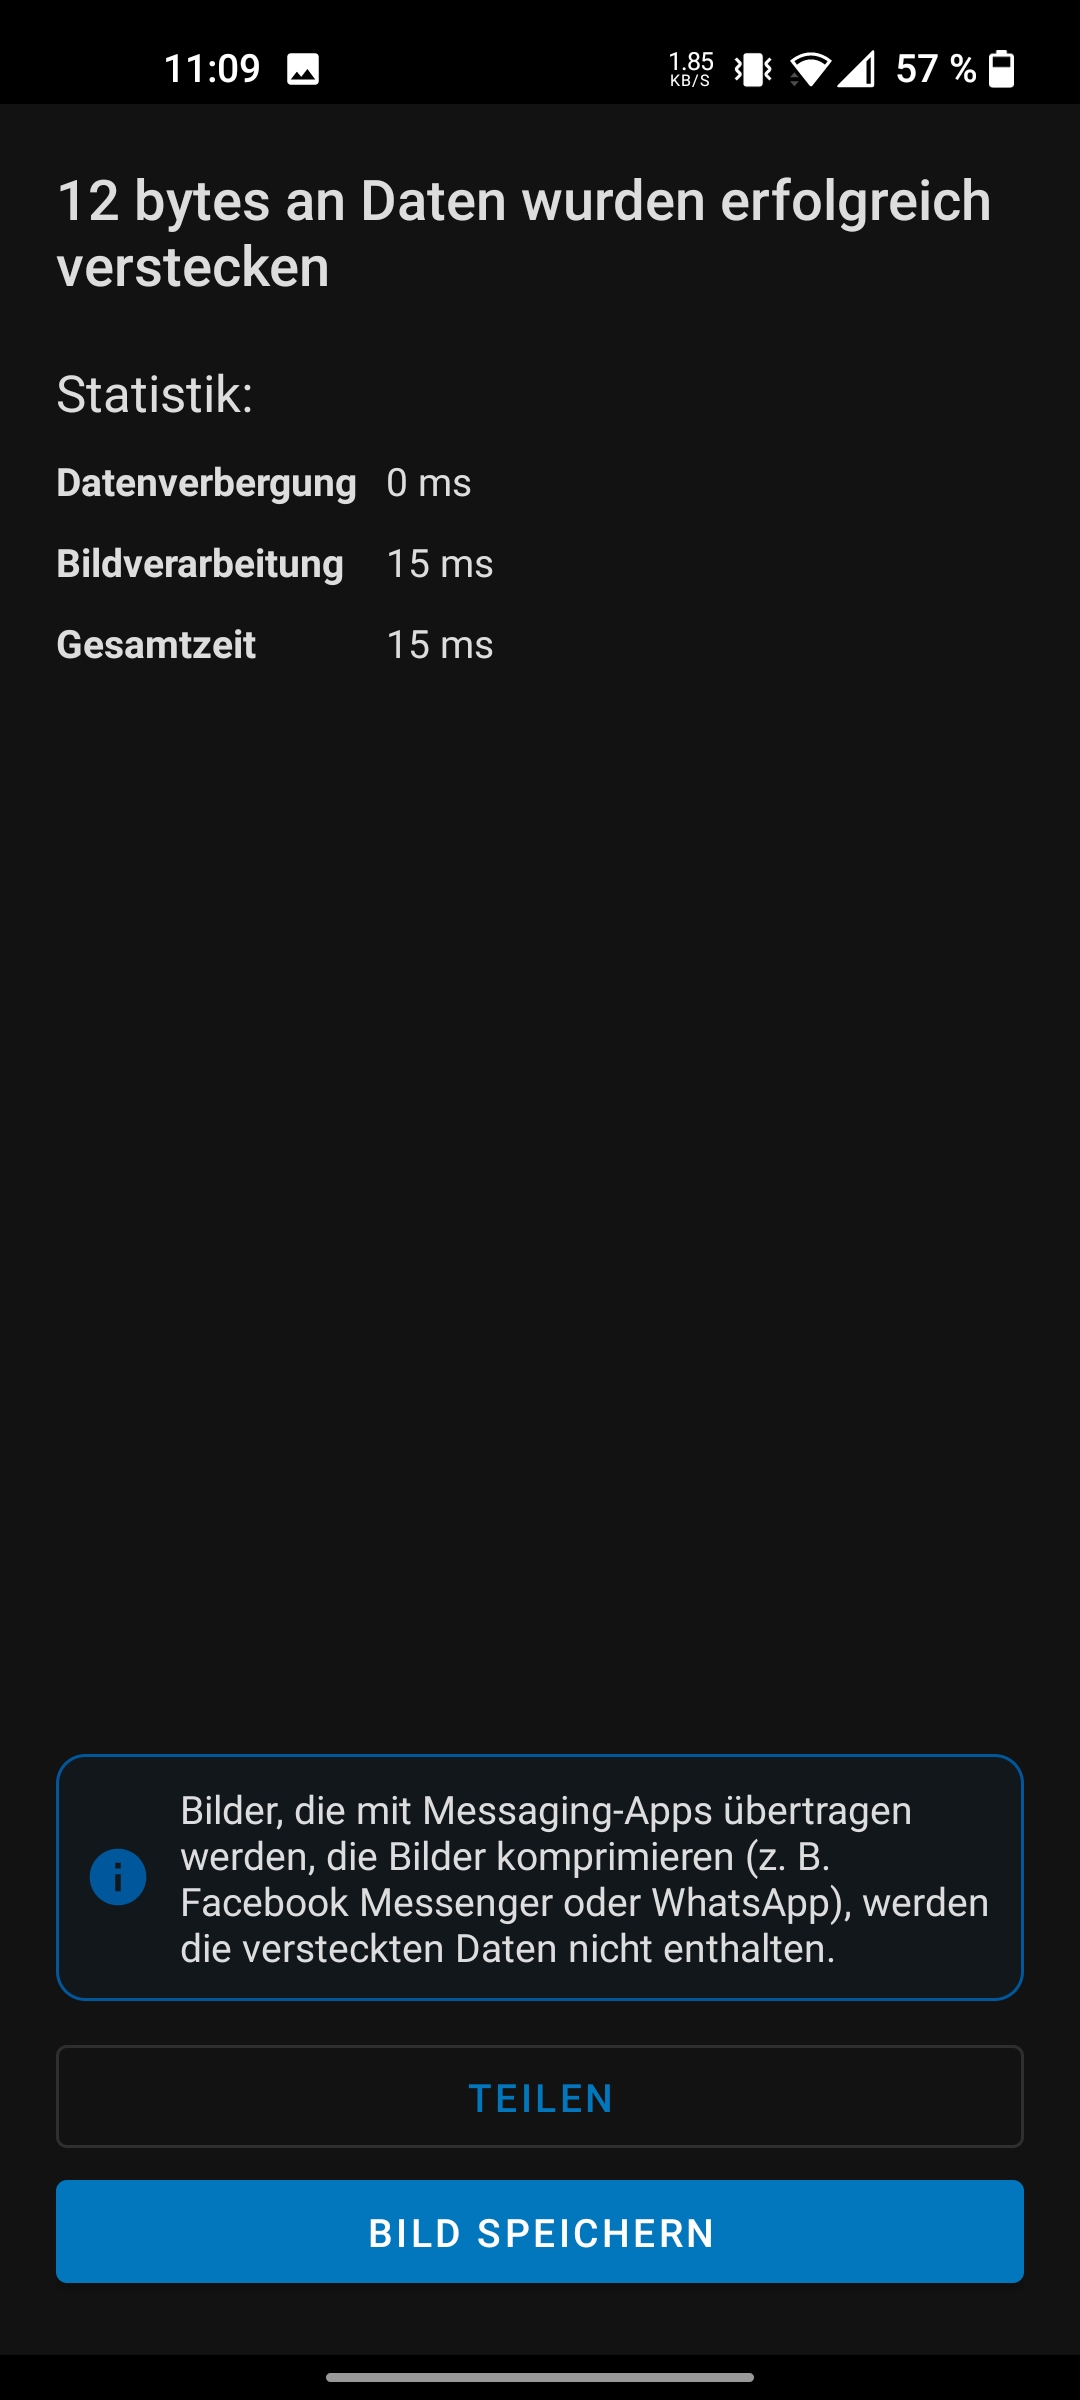 11:09
1.85
KB/S
57 %
12 bytes an Daten wurden erfolgreich
verstecken
Statistik:
Datenverbergung 0 ms
Bildverarbeitung 15 ms
Gesamtzeit 15 ms
Bilder, die mit Messaging-Apps übertragen
werden, die Bilder komprimieren (z. B.
Facebook Messenger oder WhatsApp), werden
die versteckten Daten nicht enthalten.
TEILEN
BILD SPEICHERN